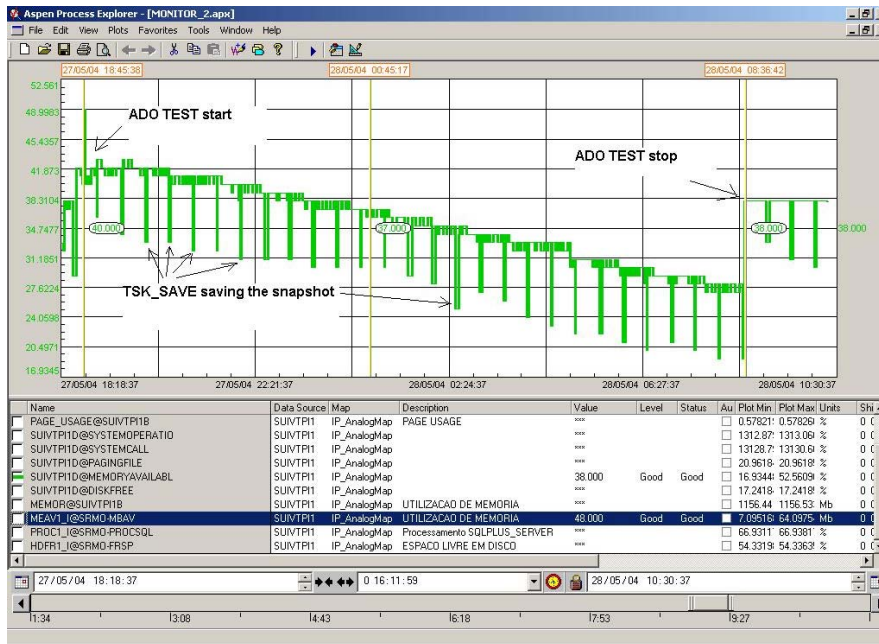 Aspen Process Explorer - [MONITOR_2.apx]
File Edit View Plots Favorites Tools Window Help
27/05/04 18:45:38 28/05/04 00:45:17 28/05/04 08:36:42
52.561
48.9983
45.4357
41.873
38.3104
34.7477
31.1851
27.6224
24.0598
20.4971
16.9345
ADO TEST start
ADO TEST stop
40.000 37.000 38.000 38.000
TSK_SAVE saving the snapshot
27/05/04 18:18:37 27/05/04 22:21:37 28/05/04 02:24:37 28/05/04 06:27:37 28/05/04 10:30:37
Name Data Source Map Description Value Level Status Au Plot Min Plot Max Units Shi
PAGE_USAGE@SUIVTPI1B SUIVTPI1 IP_AnalogMap PAGE USAGE *** %
SUIVTPI1D@SYSTEMOPERATIO SUIVTPI1 IP_AnalogMap *** %
SUIVTPI1D@SYSTEMCALL SUIVTPI1 IP_AnalogMap *** %
SUIVTPI1D@PAGINGFILE SUIVTPI1 IP_AnalogMap *** %
SUIVTPI1D@MEMORYAVAILABL SUIVTPI1 IP_AnalogMap 38.000 Good Good %
SUIVTPI1D@DISKFREE SUIVTPI1 IP_AnalogMap *** %
MEMOR@SUIVTPI1B SUIVTPI1 IP_AnalogMap UTILIZACAO DE MEMORIA *** Mb
MEAV1_I@SRMO-MBAV SUIVTPI1 IP_AnalogMap UTILIZACAO DE MEMORIA 48.000 Good Good Mb
PROC1_I@SRMO-PROCSQL SUIVTPI1 IP_AnalogMap Processamento SQLPLUS_SERVER *** %
HDFR1_I@SRMO-FRSP SUIVTPI1 IP_AnalogMap ESPACO LIVRE EM DISCO *** %
27/05/04 18:18:37 0 16:11:59 28/05/04 10:30:37
1:34 3:08 4:43 6:18 7:53 9:27